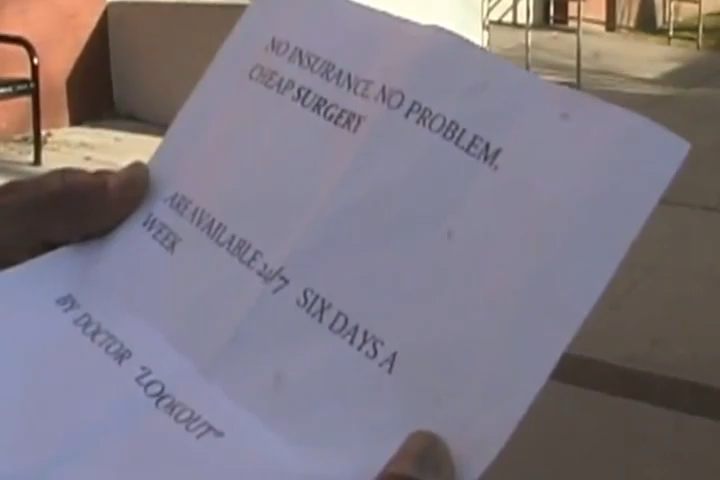 NO INSURANCE NO PROBLEM.
CHEAP SURGERY
ARE AVAILABLE 24/7 SIX DAYS A
WEEK
BY DOCTOR "LOOKOUT"